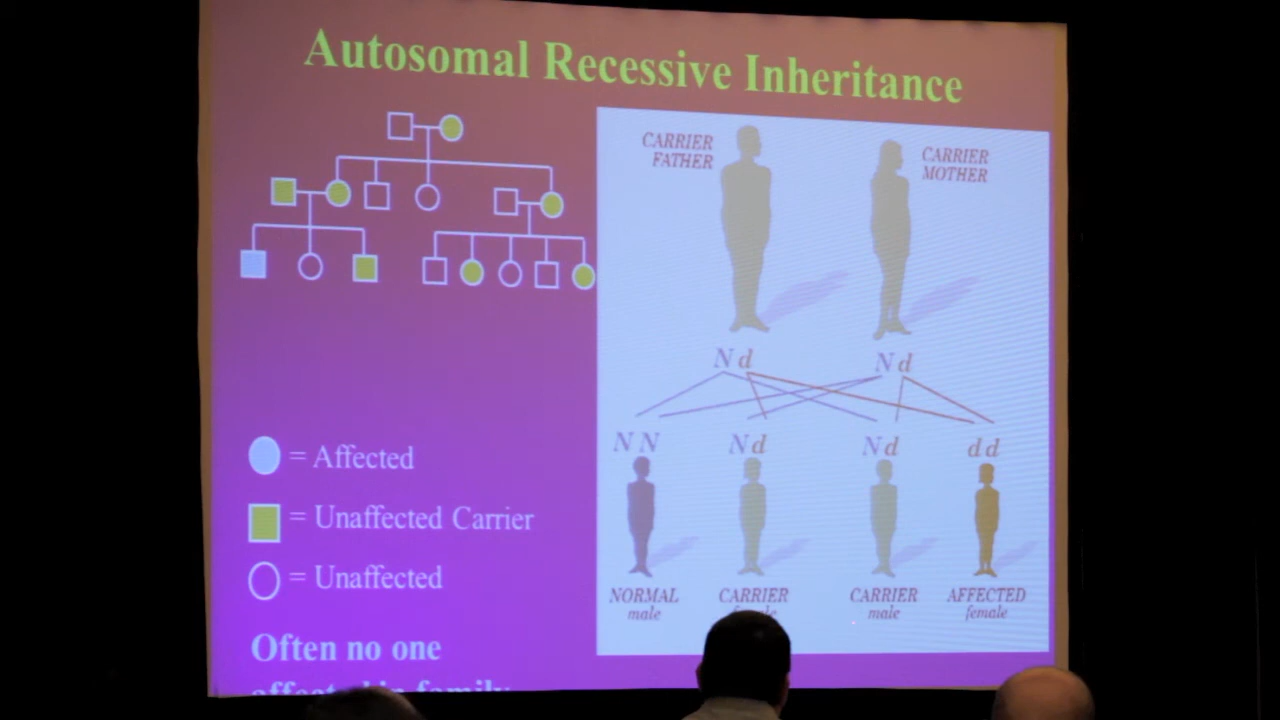 Autosomal Recessive Inheritance
CARRIER
FATHER
CARRIER
MOTHER
N d
N d
N N
N d
N d
d d
NORMAL
male
CARRIER
female
CARRIER
male
AFFECTED
female
= Affected
= Unaffected Carrier
= Unaffected
Often no one
affected in family